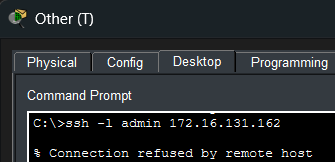 Other (T)
Physical Config Desktop Programming
Command Prompt
C:\>ssh -l admin 172.16.131.162
% Connection refused by remote host